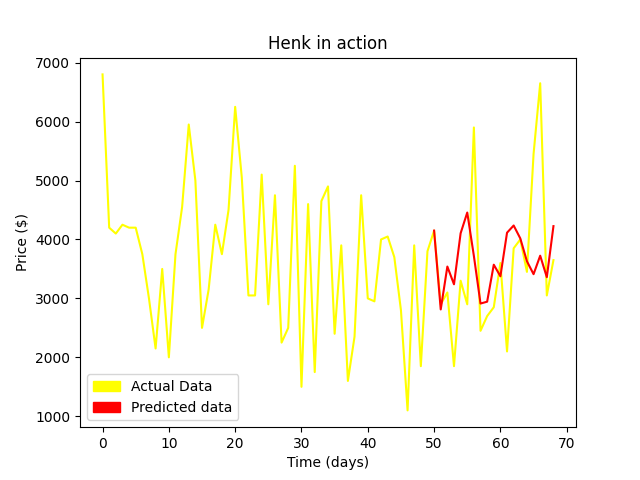 Henk in action
Price ($)
7000
6000
5000
4000
3000
2000
1000
Actual Data
Predicted data
0 10 20 30 40 50 60 70
Time (days)